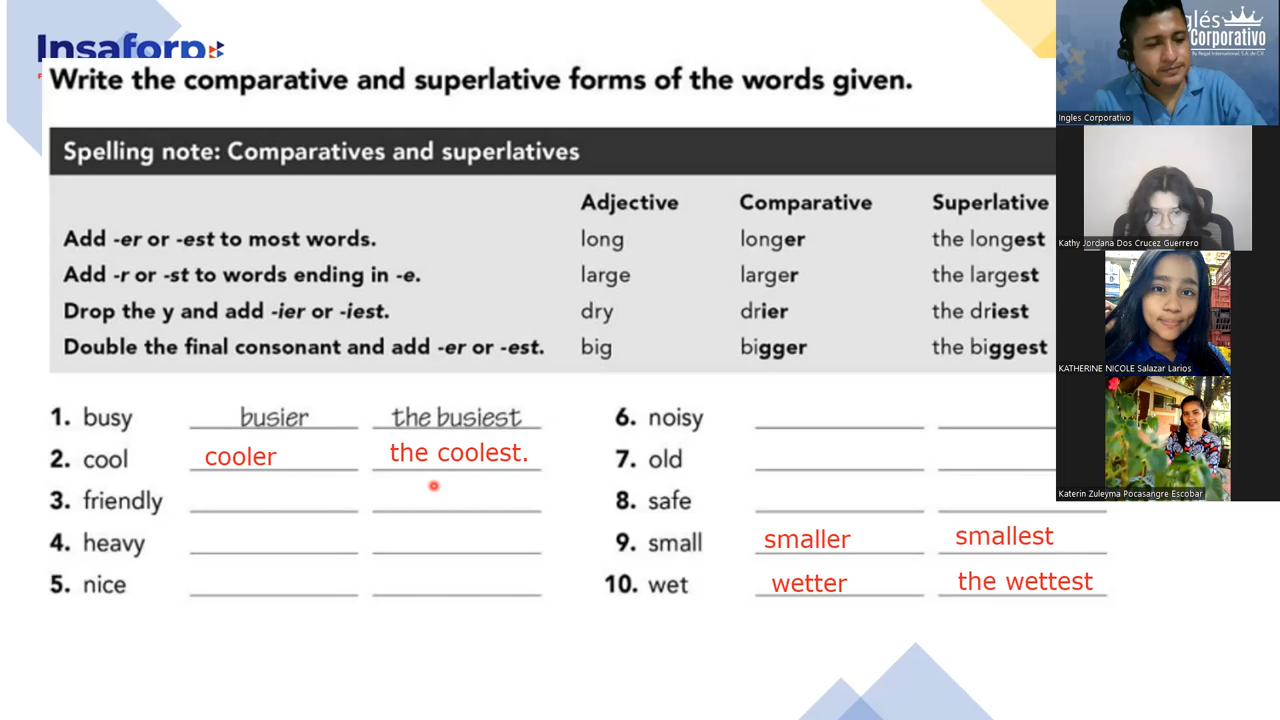 Insaforp
Write the comparative and superlative forms of the words given.
Spelling note: Comparatives and superlatives
Adjective Comparative Superlative
Add -er or -est to most words. long longer the longest
Add -r or -st to words ending in -e. large larger the largest
Drop the y and add -ier or -iest. dry drier the driest
Double the final consonant and add -er or -est. big bigger the biggest
1. busy busier the busiest
2. cool cooler the coolest.
3. friendly
4. heavy
5. nice
6. noisy
7. old
8. safe
9. small smaller smallest
10. wet wetter the wettest
glés
Corporativo
Ingles Corporativo
Kathy Jordana Dos Crucez Guerrero
KATHERINE NICOLE Salazar Larios
Katerin Zuleyma Pocasangre Escobar